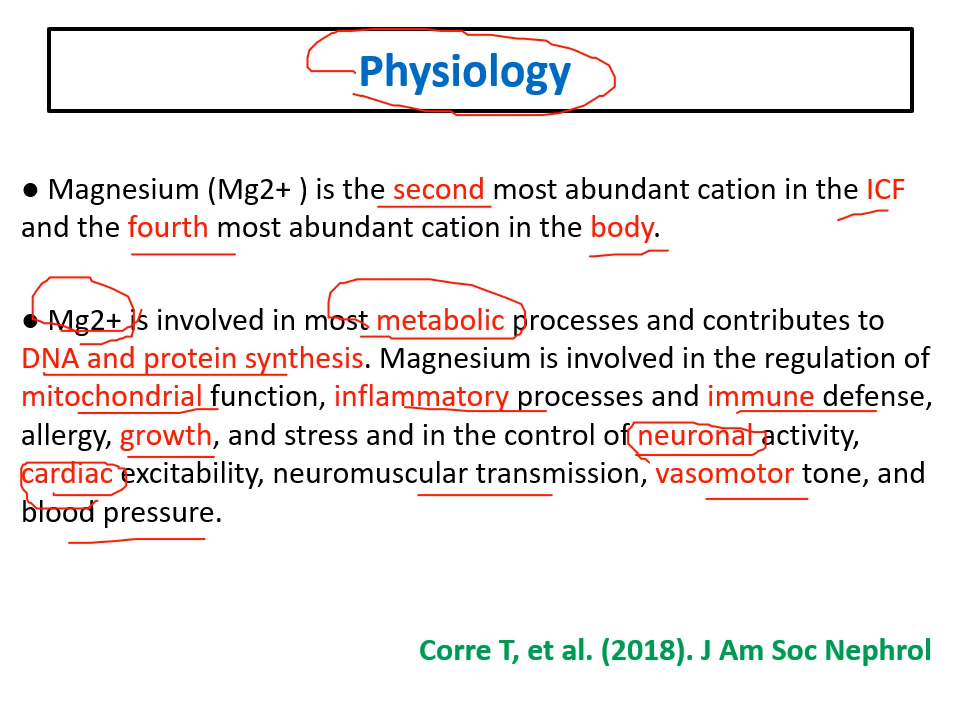 Physiology
● Magnesium (Mg2+ ) is the second most abundant cation in the ICF
and the fourth most abundant cation in the body.
● Mg2+ is involved in most metabolic processes and contributes to
DNA and protein synthesis. Magnesium is involved in the regulation of
mitochondrial function, inflammatory processes and immune defense,
allergy, growth, and stress and in the control of neuronal activity,
cardiac excitability, neuromuscular transmission, vasomotor tone, and
blood pressure.
Corre T, et al. (2018). J Am Soc Nephrol